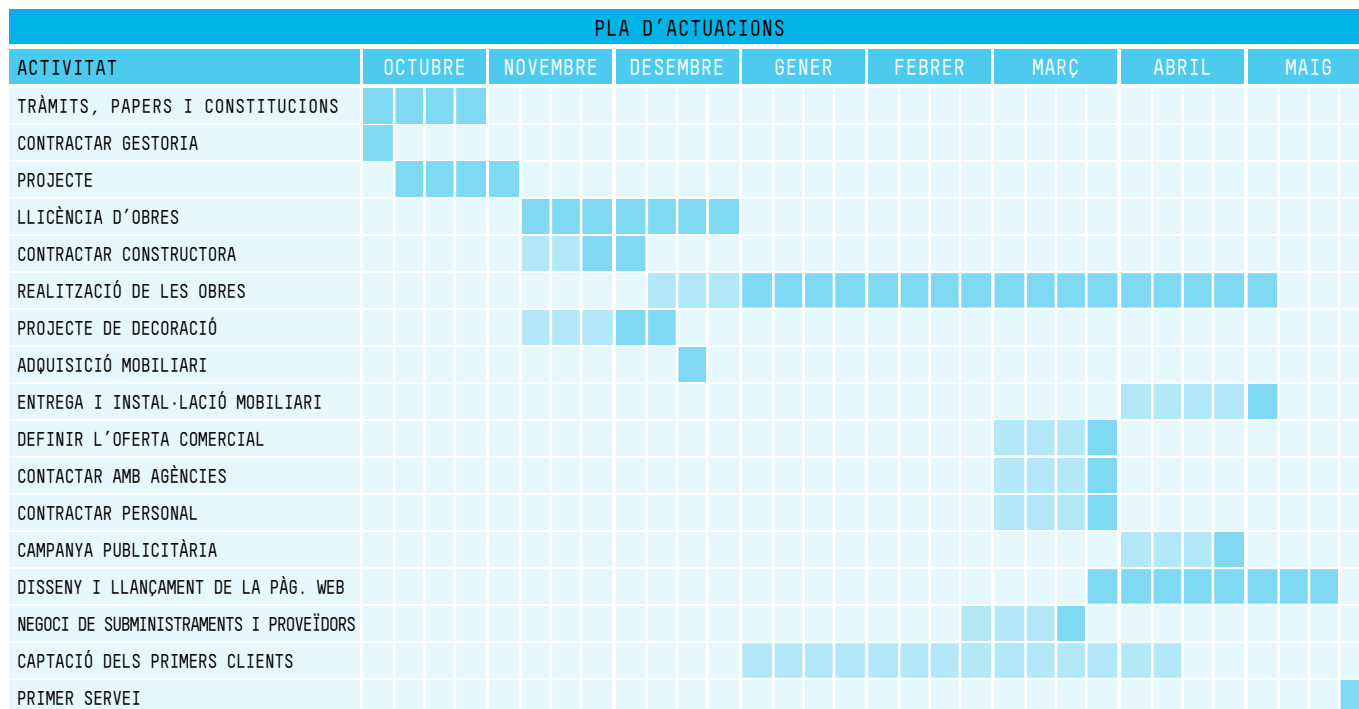 PLA D'ACTUACIONS
ACTIVITAT OCTUBRE NOVEMBRE DESEMBRE GENER FEBRER MARÇ ABRIL MAIG
TRÀMITS, PAPERS I CONSTITUCIONS
CONTRACTAR GESTORIA
PROJECTE
LLICÈNCIA D'OBRES
CONTRACTAR CONSTRUCTORA
REALITZACIÓ DE LES OBRES
PROJECTE DE DECORACIÓ
ADQUISICIÓ MOBILIARI
ENTREGA I INSTAL·LACIÓ MOBILIARI
DEFINIR L'OFERTA COMERCIAL
CONTACTAR AMB AGÈNCIES
CONTRACTAR PERSONAL
CAMPANYA PUBLICITÀRIA
DISSENY I LLANÇAMENT DE LA PÀG. WEB
NEGOCI DE SUBMINISTRAMENTS I PROVEÏDORS
CAPTACIÓ DELS PRIMERS CLIENTS
PRIMER SERVEI